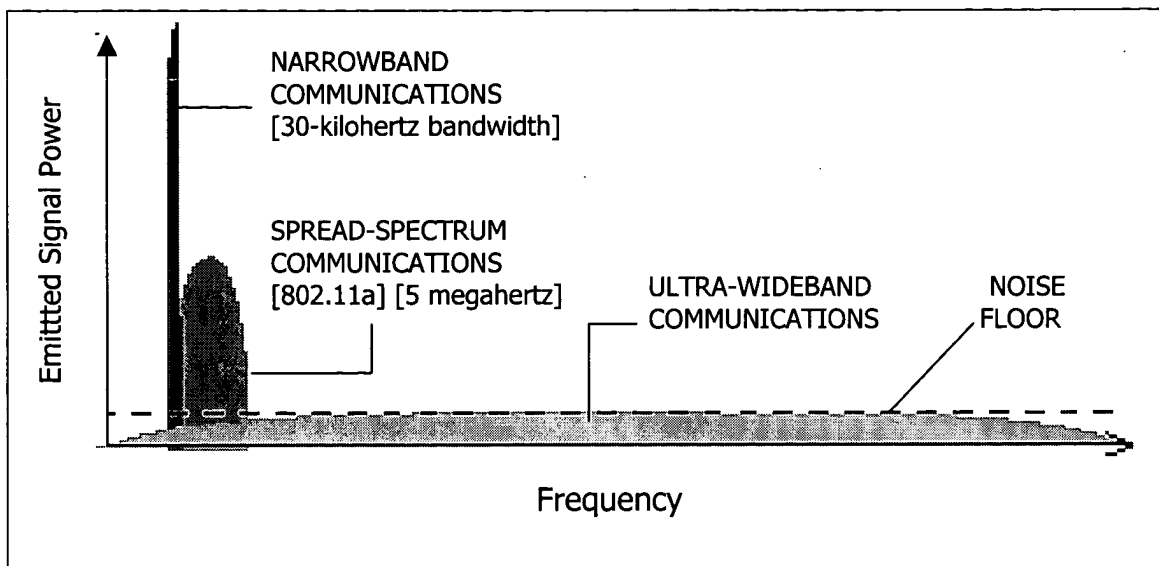 NARROWBAND
COMMUNICATIONS
[30-kilohertz bandwidth]
SPREAD-SPECTRUM
COMMUNICATIONS
[802.11a] [5 megahertz]
ULTRA-WIDEBAND
COMMUNICATIONS
NOISE
FLOOR
Emittted Signal Power
Frequency